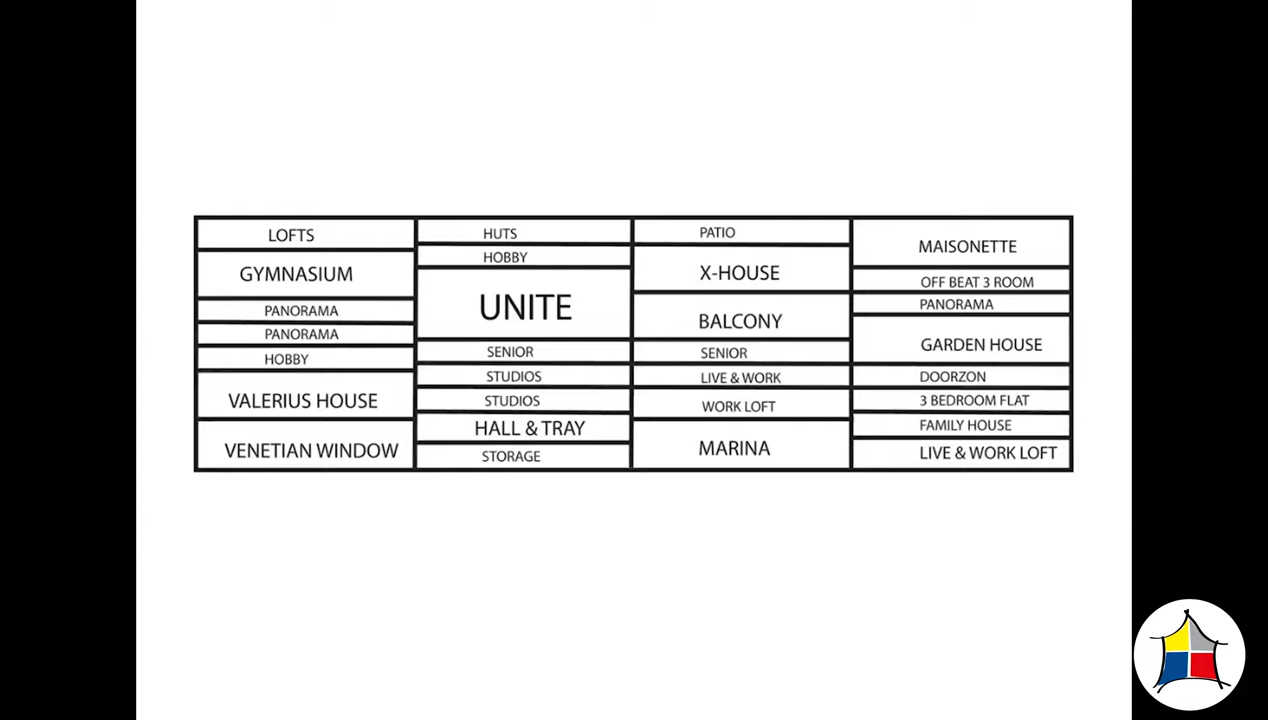 LOFTS
GYMNASIUM
PANORAMA
PANORAMA
HOBBY
VALERIUS HOUSE
VENETIAN WINDOW
HUTS
HOBBY
UNITE
SENIOR
STUDIOS
STUDIOS
HALL & TRAY
STORAGE
PATIO
X-HOUSE
BALCONY
SENIOR
LIVE & WORK
WORK LOFT
MARINA
MAISONETTE
OFF BEAT 3 ROOM
PANORAMA
GARDEN HOUSE
DOORZON
3 BEDROOM FLAT
FAMILY HOUSE
LIVE & WORK LOFT